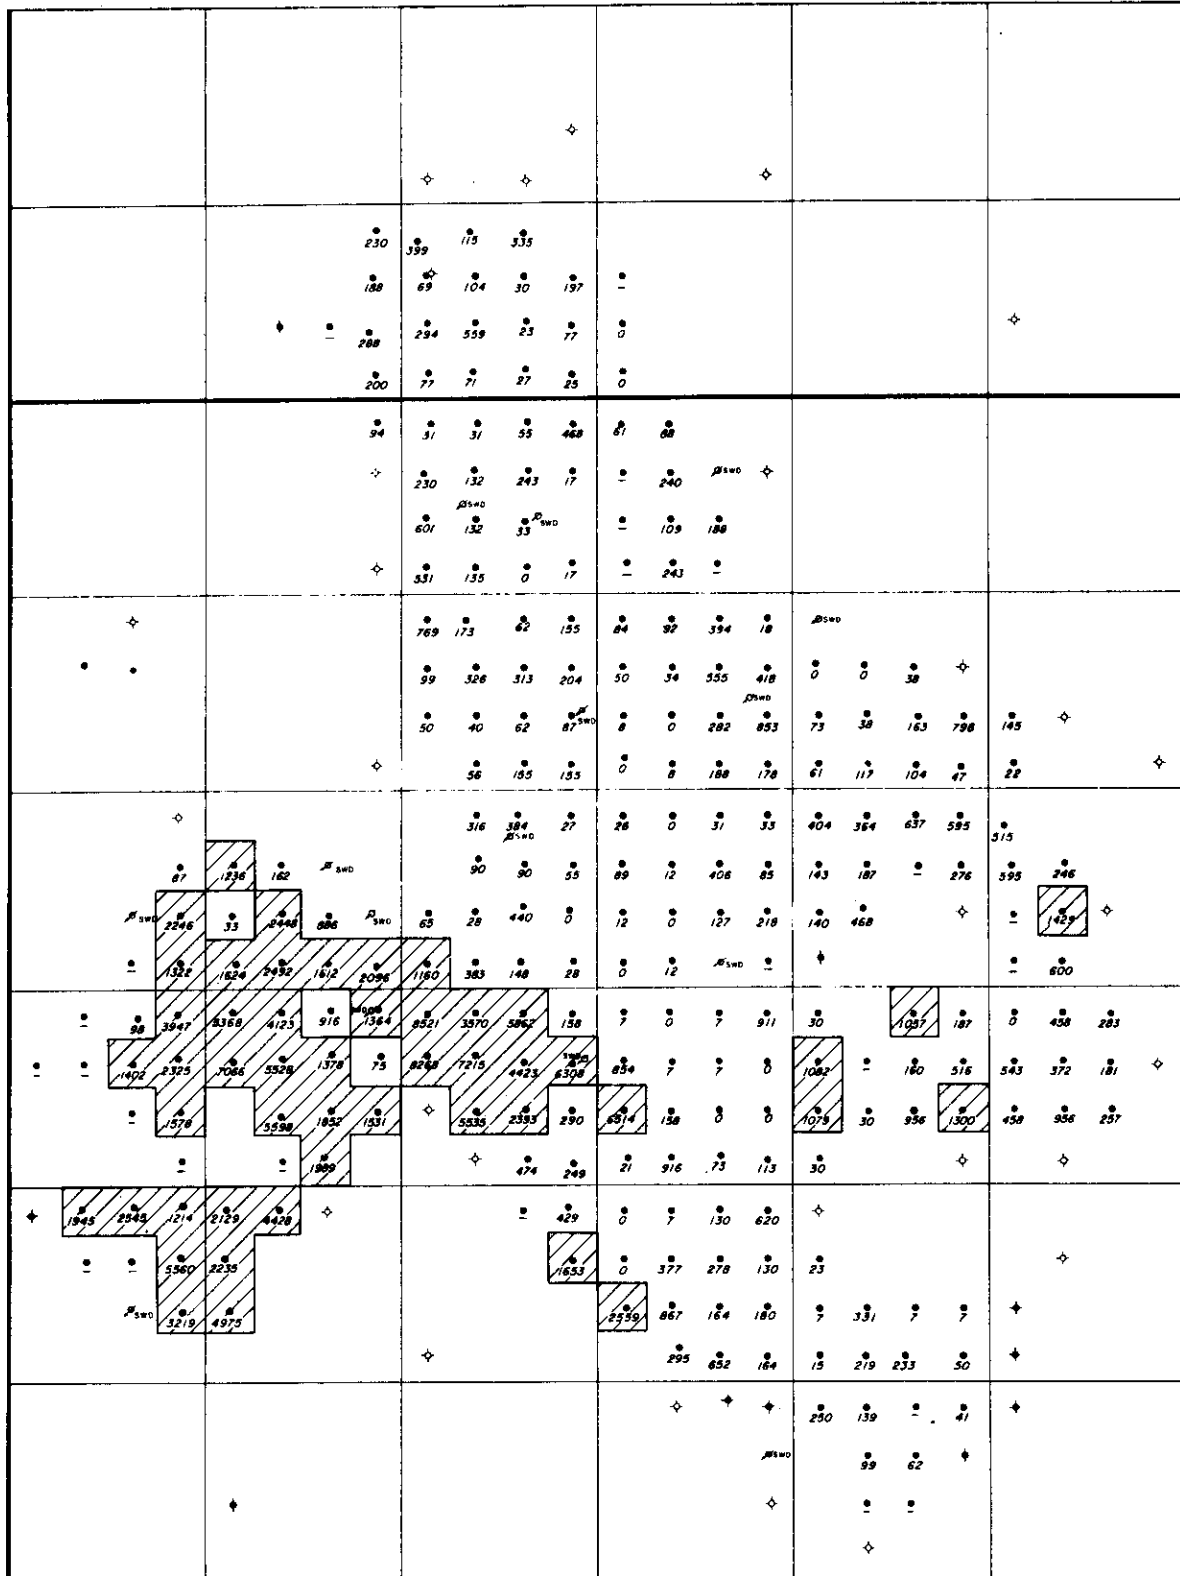 230 399 115 335
188 69 104 30 197 –
– 288 294 559 23 77 0
200 77 71 27 25 0
94 31 31 55 468 61 88
230 132 243 17 – 240 SWD
SWD
601 132 33 SWD – 109 188
531 135 0 17 – 243 –
769 173 62 155 84 92 394 18 SWD
99 326 313 204 50 34 555 418 0 0 38
SWD
50 40 62 87 SWD 8 0 282 853 73 38 163 798 145
56 155 155 0 8 188 178 61 117 104 47 22
316 384 27 26 0 31 33 404 364 637 595 515
SWD
87 1236 162 SWD 90 90 55 89 12 406 85 143 187 – 276 595 246
SWD 2246 33 2448 886 SWD 65 28 440 0 12 0 127 218 140 468 – 1429
– 1322 1624 2492 1612 2096 1160 383 148 28 0 12 SWD – – 600
– 98 3947 9368 4123 916 1364 8521 3570 5862 158 7 0 7 911 30 1057 187 0 458 283
SWD
– – 1402 2325 7066 5528 1378 75 8268 7215 4423 6308 854 7 7 0 1082 – 160 516 543 372 181
– 1578 5598 1852 1531 5535 2393 290 6514 158 0 0 1079 30 956 1300 458 956 257
– – 1989 474 249 21 916 73 113 30
1945 2545 1214 2129 4428 – 429 0 7 130 620
– – 5560 2235 1653 0 377 278 130 23
SWD 3219 4975 2559 867 164 180 7 331 7 7
295 652 164 15 219 233 50
250 139 – 41
SWD 99 62
– –